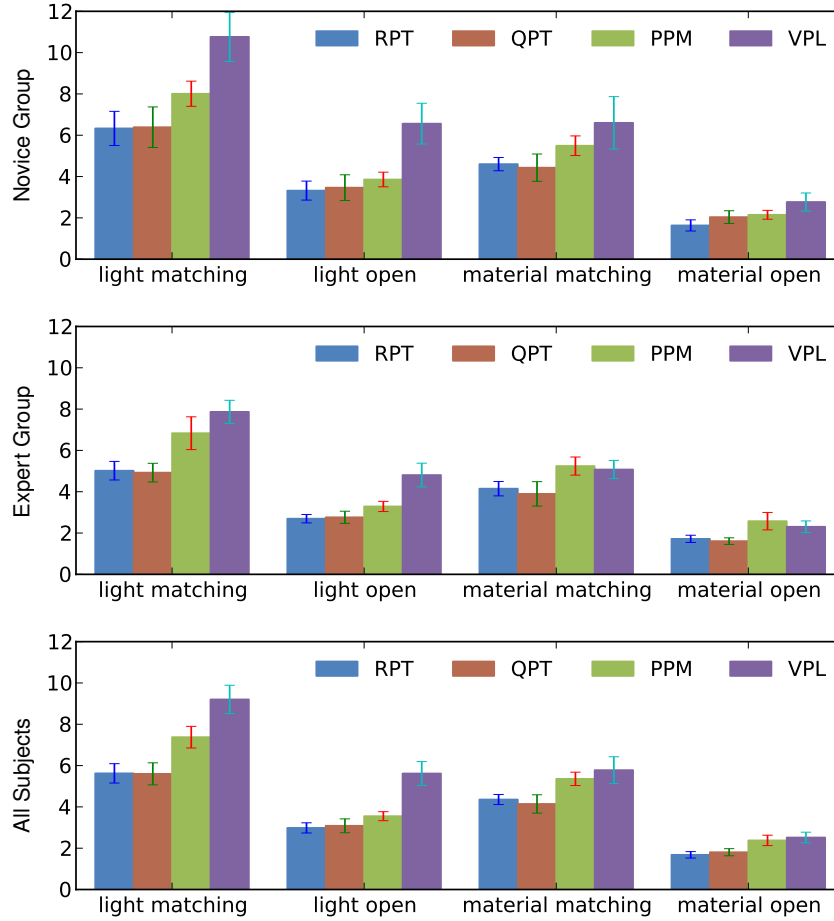 12
RPT QPT PPM VPL
10
8
6
4
2
0
Novice Group
light matching light open material matching material open
12
RPT QPT PPM VPL
10
8
6
4
2
0
Expert Group
light matching light open material matching material open
12
RPT QPT PPM VPL
10
8
6
4
2
0
All Subjects
light matching light open material matching material open